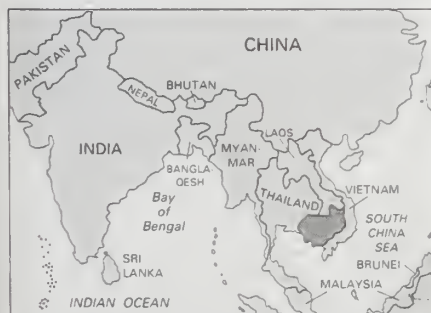 CHINA
PAKISTAN
NEPAL
BHUTAN
INDIA
BANGLA
OESH
MYAN-
MAR
LAOS
THAILAND
VIETNAM
Bay
of
Bengal
SOUTH
CHINA
SEA
SRI
LANKA
BRUNEI
MALAYSIA
INDIAN OCEAN